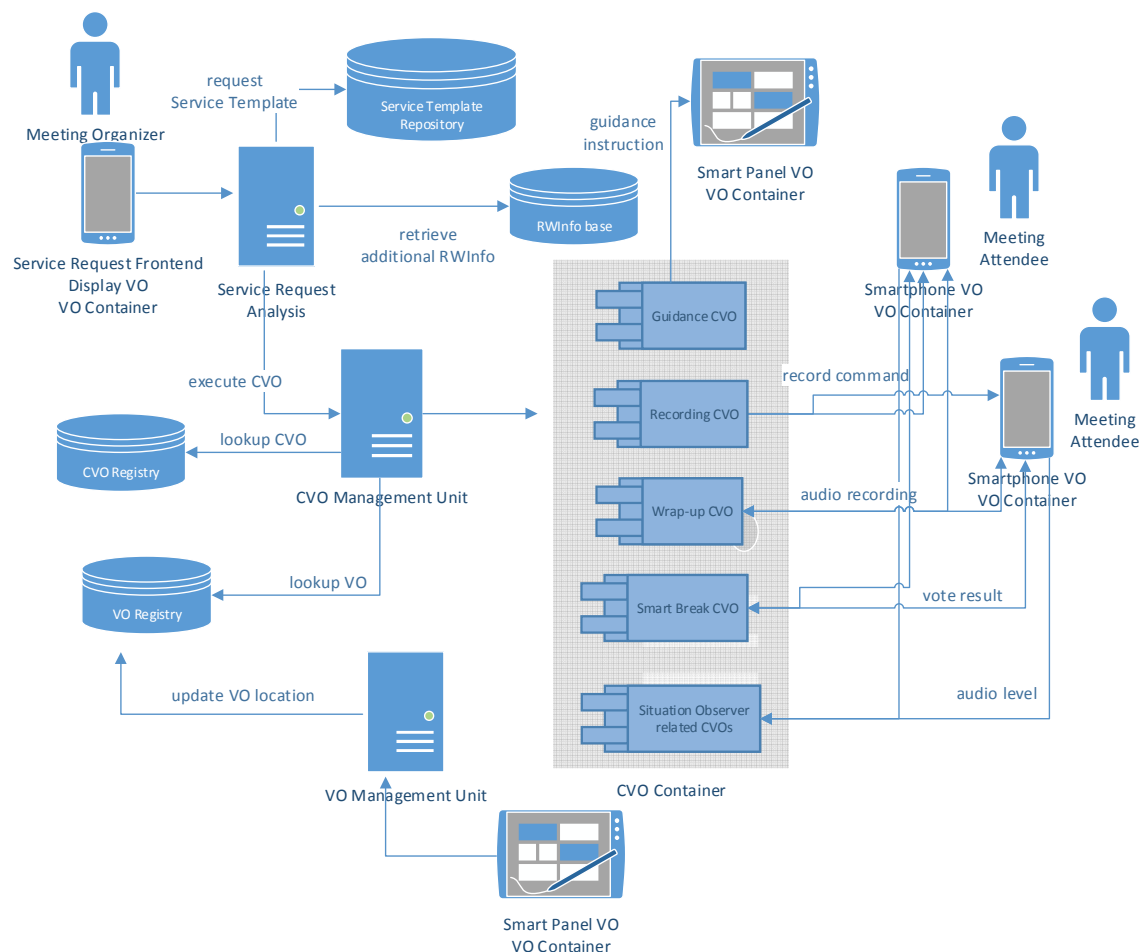 request
Service Template
Service Template
Repository
Meeting Organizer
guidance
instruction
Smart Panel VO
VO Container
RWInfo base
retrieve
additional RWInfo
Meeting
Attendee
Service Request Frontend
Display VO
VO Container
Service Request
Analysis
Smartphone VO
VO Container
Guidance CVO
execute CVO
record command
Recording CVO
Meeting
Attendee
lookup CVO
CVO Registry
CVO Management Unit
Smartphone VO
VO Container
audio recording
Wrap-up CVO
lookup VO
VO Registry
Smart Break CVO
vote result
update VO location
Situation Observer
related CVOs
audio level
VO Management Unit
CVO Container
Smart Panel VO
VO Container